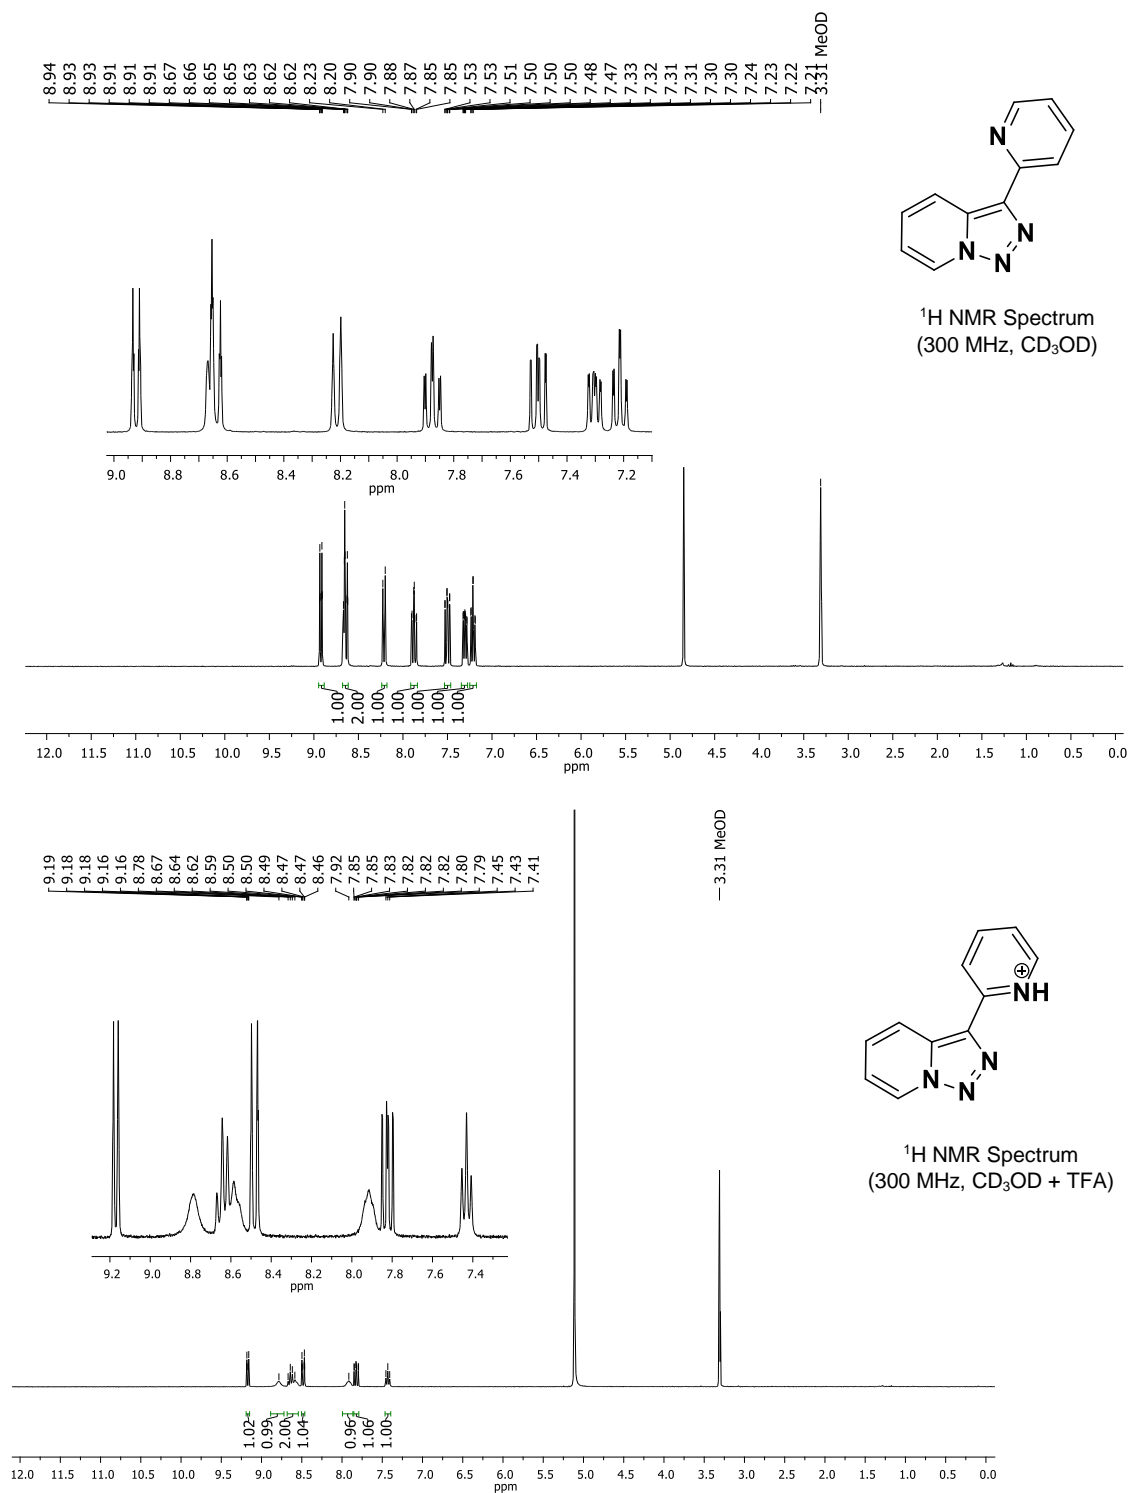 8.94 8.93 8.93 8.91 8.91 8.91 8.67 8.66 8.65 8.65 8.63 8.62 8.62 8.23 8.20 7.90 7.90 7.88 7.87 7.85 7.85 7.53 7.53 7.51 7.50 7.50 7.50 7.48 7.47 7.33 7.32 7.31 7.31 7.30 7.30 7.24 7.23 7.22 7.21 3.31 MeOD
N
N
N N
¹H NMR Spectrum
(300 MHz, CD₃OD)
9.0 8.8 8.6 8.4 8.2 8.0 7.8 7.6 7.4 7.2
ppm
1.00 2.00 1.00 1.00 1.00 1.00 1.00
12.0 11.5 11.0 10.5 10.0 9.5 9.0 8.5 8.0 7.5 7.0 6.5 6.0 5.5 5.0 4.5 4.0 3.5 3.0 2.5 2.0 1.5 1.0 0.5 0.0
ppm
9.19 9.18 9.18 9.16 9.16 8.78 8.67 8.64 8.62 8.59 8.50 8.50 8.49 8.47 8.47 8.46 7.92 7.85 7.85 7.83 7.82 7.82 7.82 7.80 7.79 7.45 7.43 7.41 3.31 MeOD
+
NH
N
N N
¹H NMR Spectrum
(300 MHz, CD₃OD + TFA)
9.2 9.0 8.8 8.6 8.4 8.2 8.0 7.8 7.6 7.4
ppm
1.02 0.99 2.00 1.04 0.96 1.06 1.00
12.0 11.5 11.0 10.5 10.0 9.5 9.0 8.5 8.0 7.5 7.0 6.5 6.0 5.5 5.0 4.5 4.0 3.5 3.0 2.5 2.0 1.5 1.0 0.5 0.0
ppm